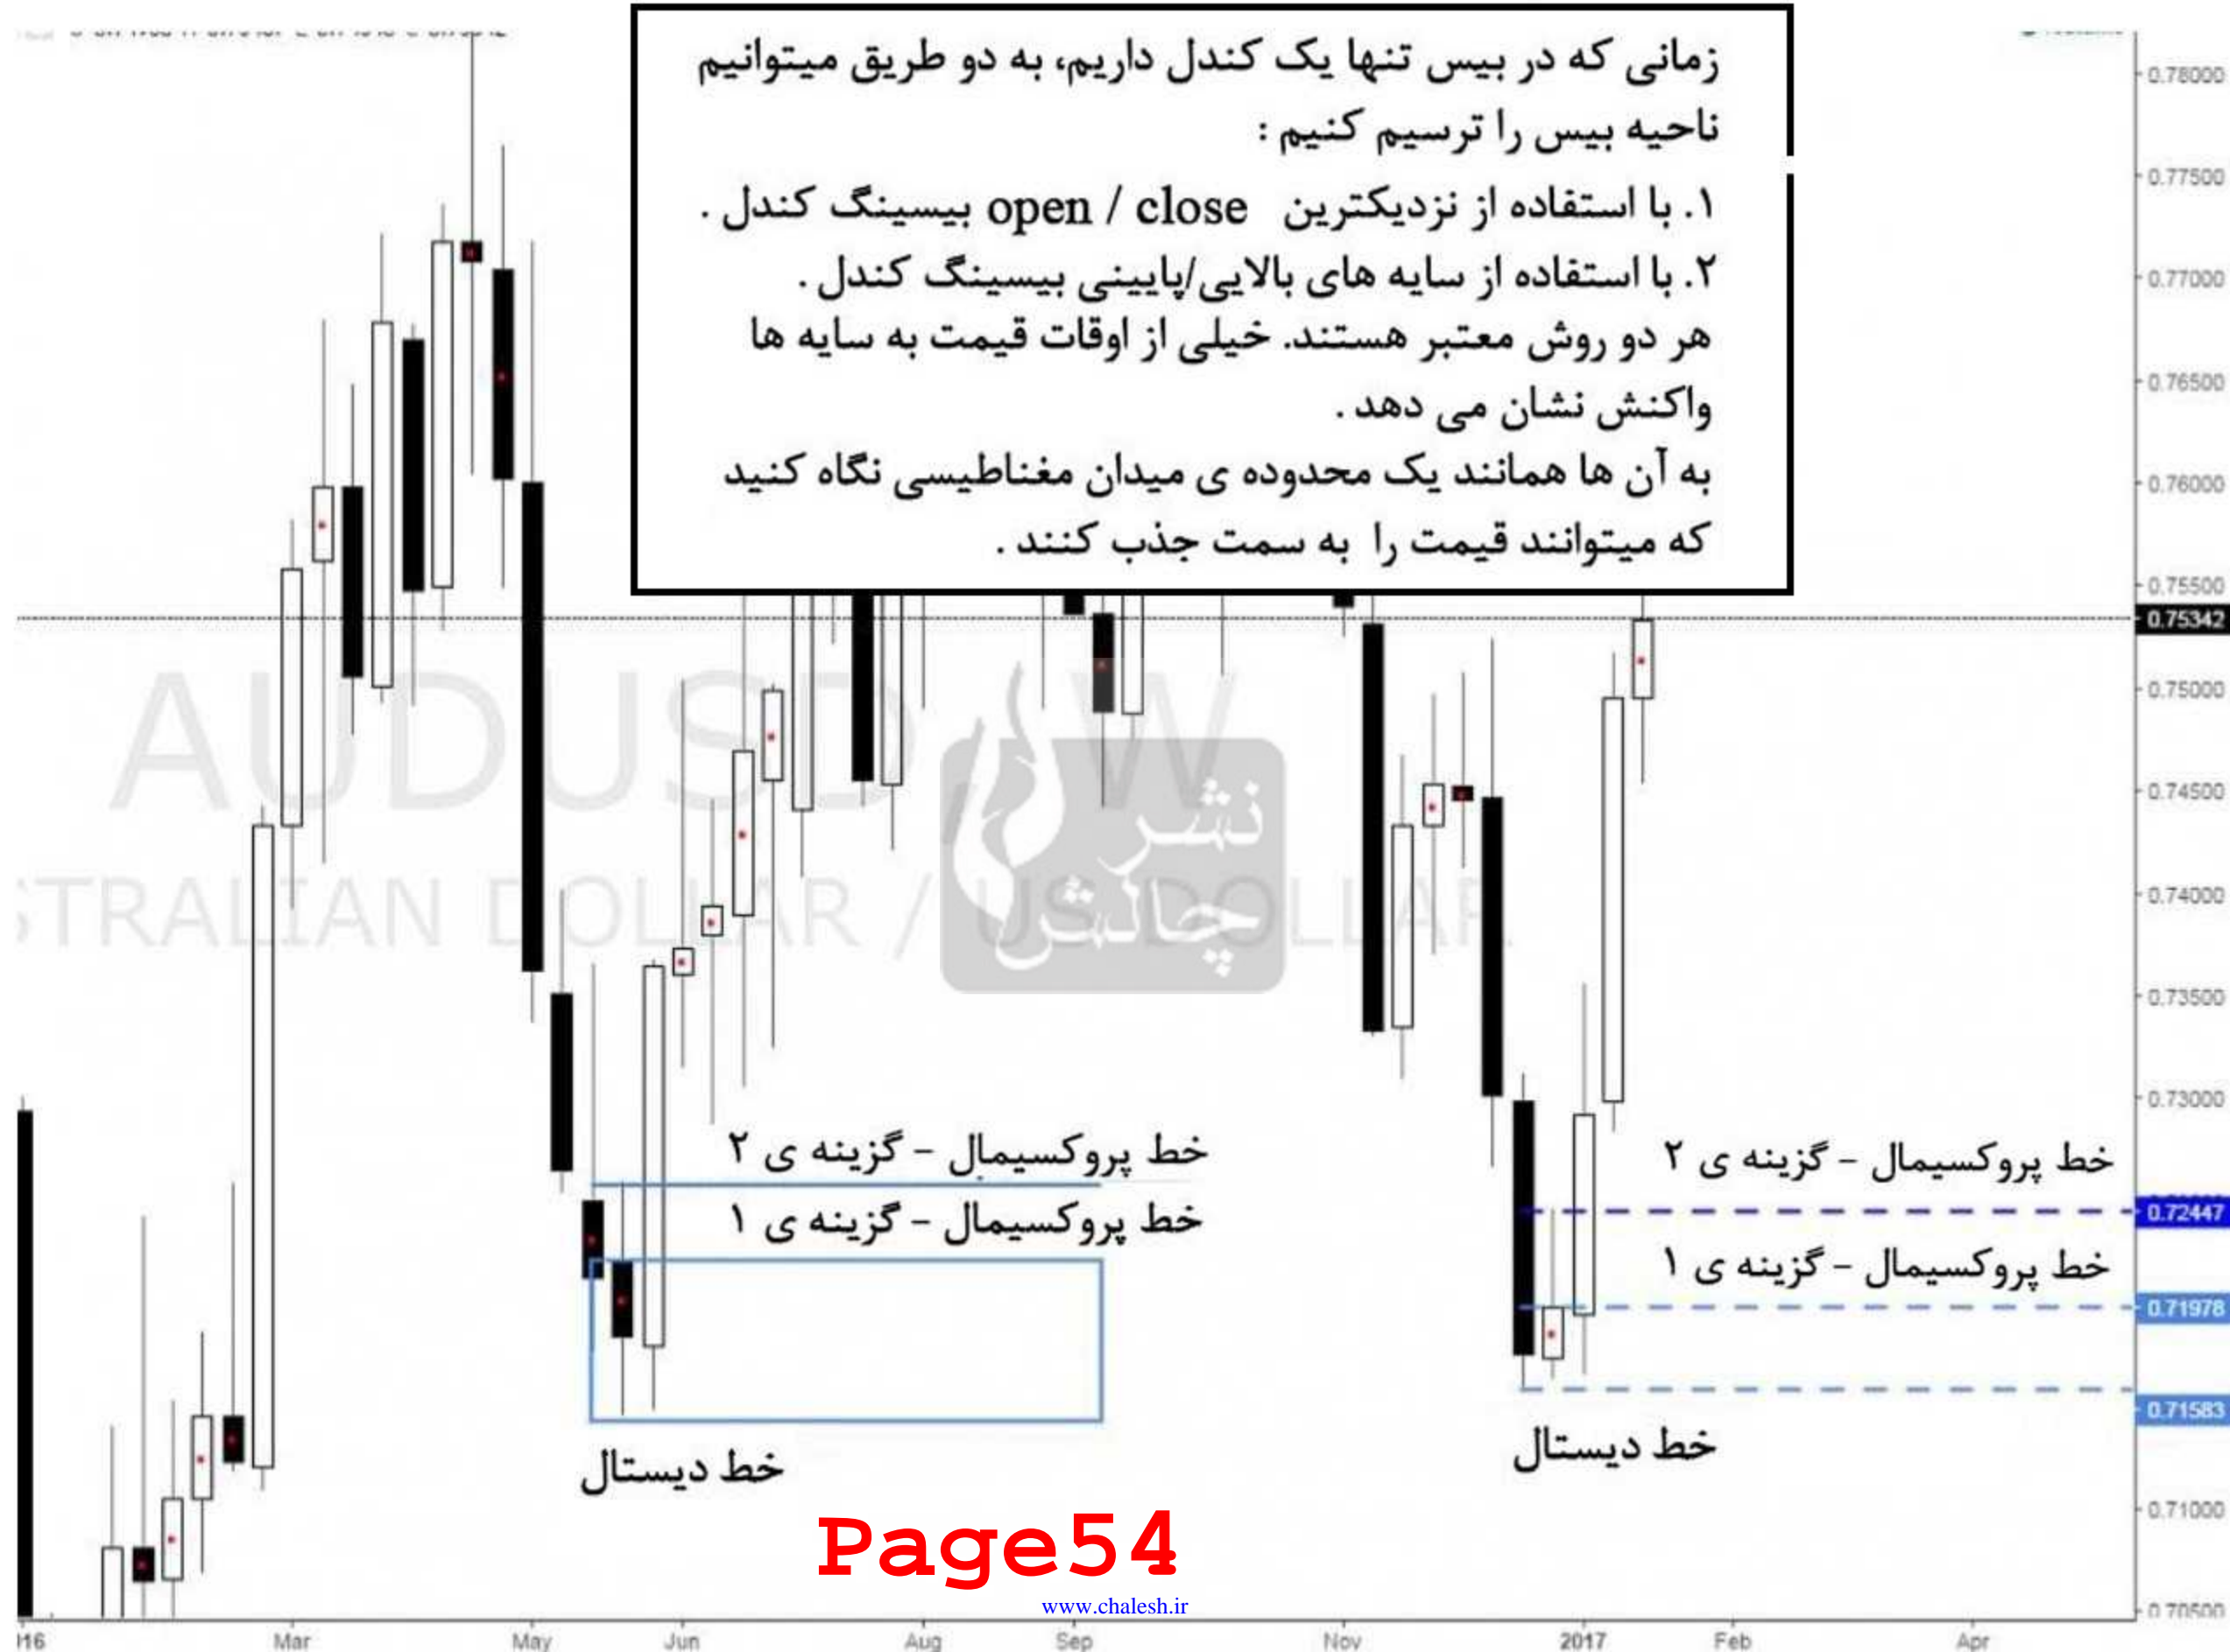 زمانی که در بیس تنها یک کندل داریم، به دو طریق میتوانیم
ناحیه بیس را ترسیم کنیم :
۱. با استفاده از نزدیکترین open / close بیسینگ کندل .
۲. با استفاده از سایه های بالایی/پایینی بیسینگ کندل .
هر دو روش معتبر هستند. خیلی از اوقات قیمت به سایه ها
واکنش نشان می دهد .
به آن ها همانند یک محدوده ی میدان مغناطیسی نگاه کنید
که میتوانند قیمت را به سمت جذب کنند .
0.78000
0.77500
0.77000
0.76500
0.76000
0.75500
0.75342
0.75000
0.74500
0.74000
0.73500
0.73000
0.72447
0.71978
0.71583
0.71000
0.70500
AUDUSD W
STRALIAN DOLLAR / US DOLLAR
نشر
چالش
خط پروکسیمال - گزینه ی ۲
خط پروکسیمال - گزینه ی ۱
خط دیستال
خط پروکسیمال - گزینه ی ۲
خط پروکسیمال - گزینه ی ۱
خط دیستال
Page54
www.chalesh.ir
Mar May Jun Aug Sep Nov 2017 Feb Apr